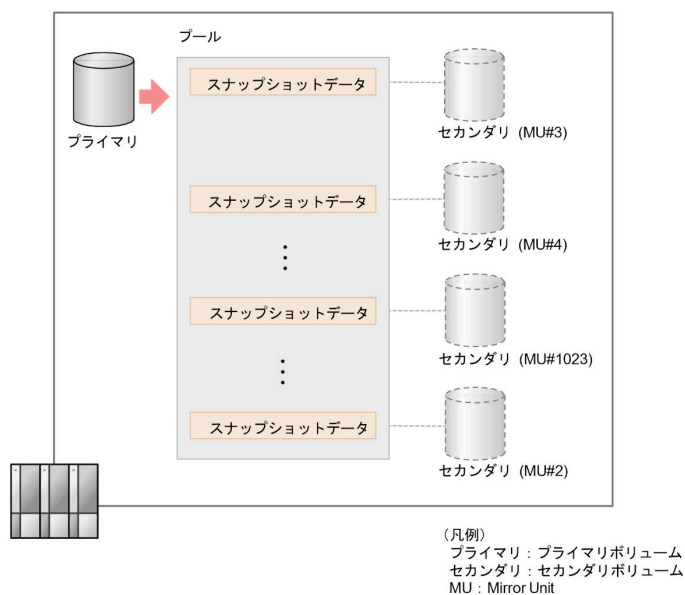 プール
プライマリ
スナップショットデータ
セカンダリ (MU#3)
スナップショットデータ
セカンダリ (MU#4)
スナップショットデータ
セカンダリ (MU#1023)
スナップショットデータ
セカンダリ (MU#2)
(凡例)
プライマリ:プライマリボリューム
セカンダリ:セカンダリボリューム
MU:Mirror Unit